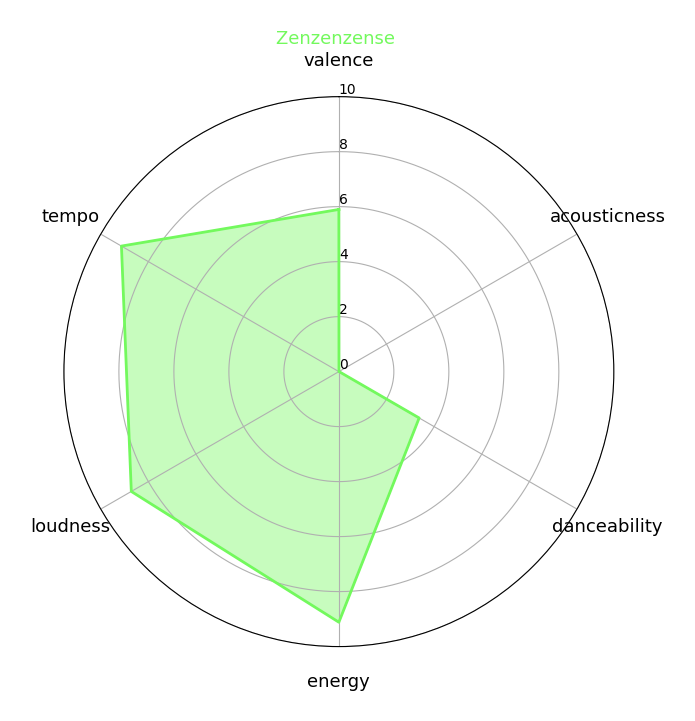 Zenzenzense
valence
10
8
6
4
2
0
tempo
acousticness
loudness
danceability
energy